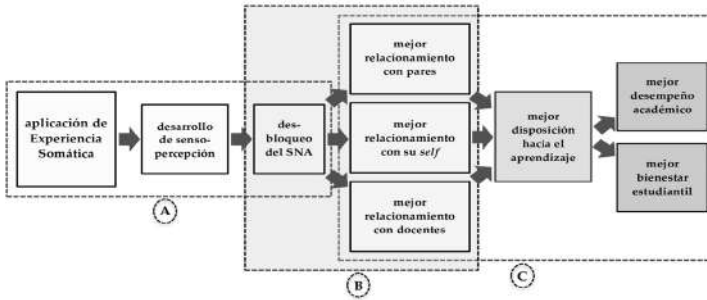 aplicación de
Experiencia
Somática
desarrollo
de senso-
percepción
des-
bloqueo
del SNA
mejor
relacionamiento
con pares
mejor
relacionamiento
con su self
mejor
relacionamiento
con docentes
mejor
disposición
hacia el
aprendizaje
mejor
desempeño
académico
mejor
bienestar
estudiantil
A
B
C